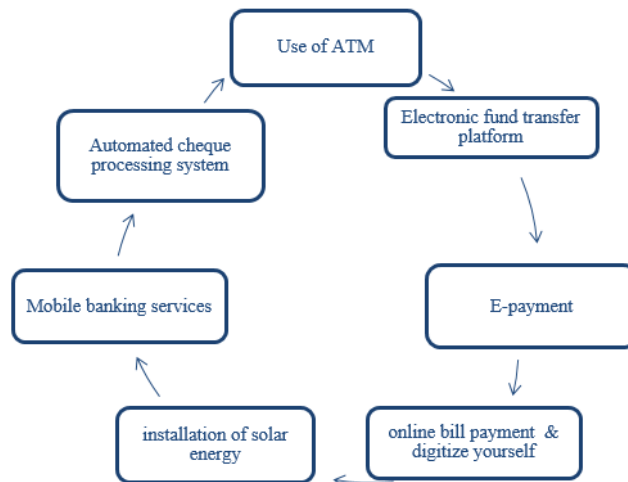 Use of ATM
Electronic fund transfer
platform
E-payment
online bill payment & 
digitize yourself
installation of solar
energy
Mobile banking services
Automated cheque
processing system